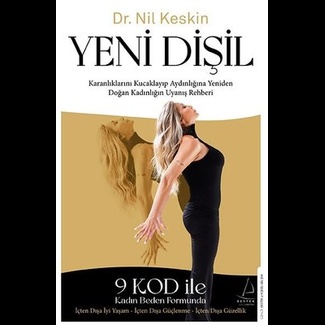 Dr. Nil Keskin
YENİ DİŞİL
Karanlıklarını Kucaklayıp Aydınlığına Yeniden
Doğan Kadınlığın Uyanış Rehberi
9 KOD ile
Kadın Beden Formunda
İçten Dışa İyi Yaşam - İçten Dışa Güçlenme - İçten Dışa Güzellik
DESTEK